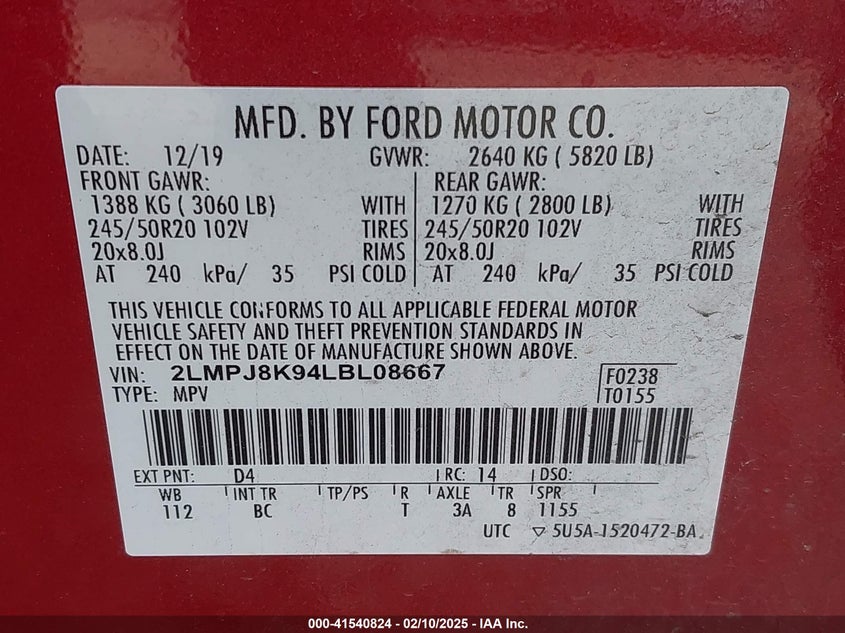 MFD. BY FORD MOTOR CO.
DATE: 12/19 GVWR: 2640 KG ( 5820 LB)
FRONT GAWR: REAR GAWR:
1388 KG ( 3060 LB) WITH 1270 KG ( 2800 LB) WITH
245/50R20 102V TIRES 245/50R20 102V TIRES
20x8.0J RIMS 20x8.0J RIMS
AT 240 kPa/ 35 PSI COLD AT 240 kPa/ 35 PSI COLD
THIS VEHICLE CONFORMS TO ALL APPLICABLE FEDERAL MOTOR
VEHICLE SAFETY AND THEFT PREVENTION STANDARDS IN
EFFECT ON THE DATE OF MANUFACTURE SHOWN ABOVE.
VIN: 2LMPJ8K94LBL08667 F0238
TYPE: MPV T0155
EXT PNT: D4 RC: 14 DSO:
WB INT TR TP/PS R AXLE TR SPR
112 BC T 3A 8 1155
UTC ▽ 5U5A-1520472-BA
000-41540824 - 02/10/2025 - IAA Inc.